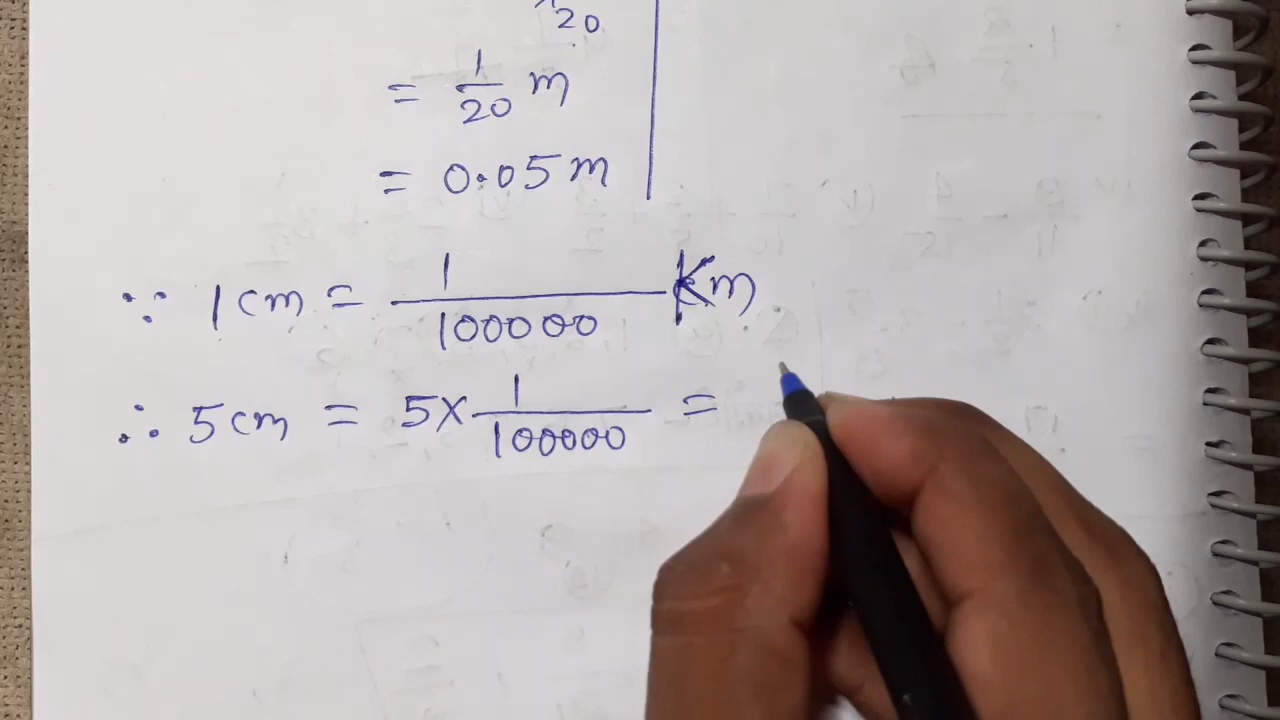 20
= 1/20 m
= 0.05 m
∵ 1 cm = 1/100000 Km
∴ 5 cm = 5 × 1/100000 =